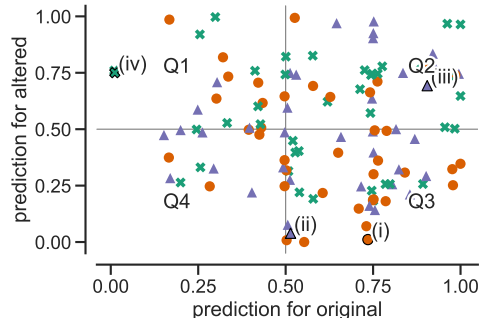 1.00
(iv)
Q1
Q2
(iii)
0.75
0.50
0.25
Q4
Q3
(ii)
(i)
0.00
0.00
0.25
0.50
0.75
1.00
prediction for original
prediction for altered